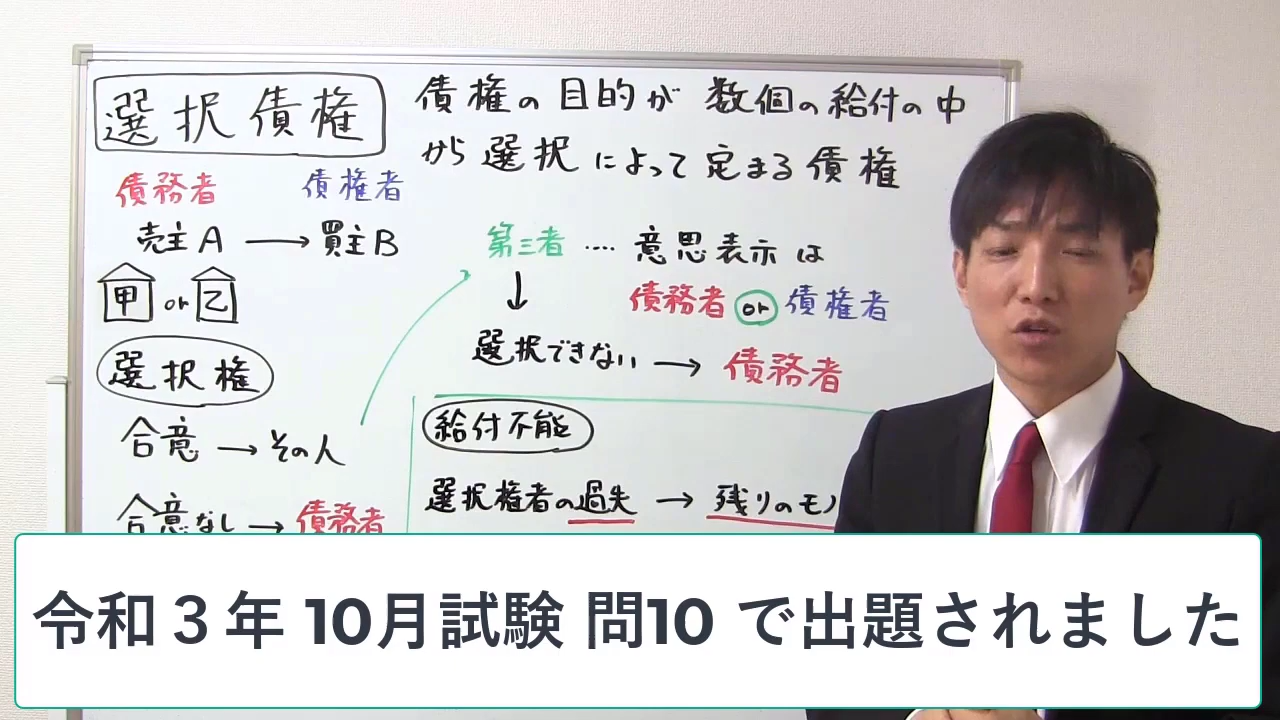 選択債権
債権の目的が 数個の給付の中
から選択によって定まる債権
債務者 債権者
売主A → 買主B
甲 or 乙
選択権
合意 → その人
合意なし → 債務者
第三者 ‥‥ 意思表示は
債務者 or 債権者
↓
選択できない → 債務者
給付不能
選択権者の過失 → 残りのモノ
令和３年 10月試験 問10 で出題されました